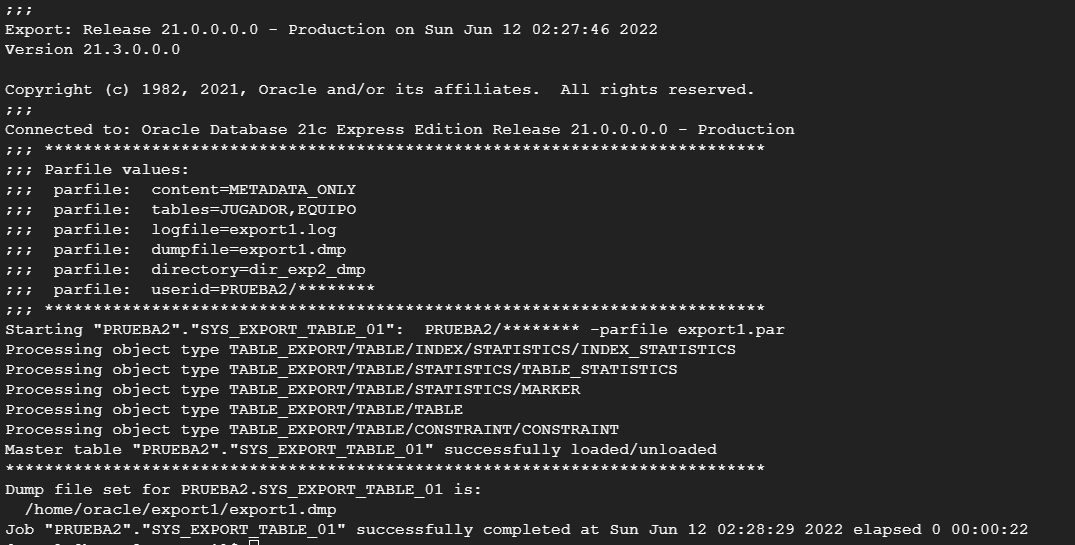 ;;;
Export: Release 21.0.0.0.0 - Production on Sun Jun 12 02:27:46 2022
Version 21.3.0.0.0
Copyright (c) 1982, 2021, Oracle and/or its affiliates.  All rights reserved.
;;;
Connected to: Oracle Database 21c Express Edition Release 21.0.0.0.0 - Production
;;; **************************************************************************
;;; Parfile values:
;;;  parfile:  content=METADATA_ONLY
;;;  parfile:  tables=JUGADOR,EQUIPO
;;;  parfile:  logfile=export1.log
;;;  parfile:  dumpfile=export1.dmp
;;;  parfile:  directory=dir_exp2_dmp
;;;  parfile:  userid=PRUEBA2/********
;;; **************************************************************************
Starting "PRUEBA2"."SYS_EXPORT_TABLE_01":  PRUEBA2/******** -parfile export1.par
Processing object type TABLE_EXPORT/TABLE/INDEX/STATISTICS/INDEX_STATISTICS
Processing object type TABLE_EXPORT/TABLE/STATISTICS/TABLE_STATISTICS
Processing object type TABLE_EXPORT/TABLE/STATISTICS/MARKER
Processing object type TABLE_EXPORT/TABLE/TABLE
Processing object type TABLE_EXPORT/TABLE/CONSTRAINT/CONSTRAINT
Master table "PRUEBA2"."SYS_EXPORT_TABLE_01" successfully loaded/unloaded
******************************************************************************
Dump file set for PRUEBA2.SYS_EXPORT_TABLE_01 is:
  /home/oracle/export1/export1.dmp
Job "PRUEBA2"."SYS_EXPORT_TABLE_01" successfully completed at Sun Jun 12 02:28:29 2022 elapsed 0 00:00:22